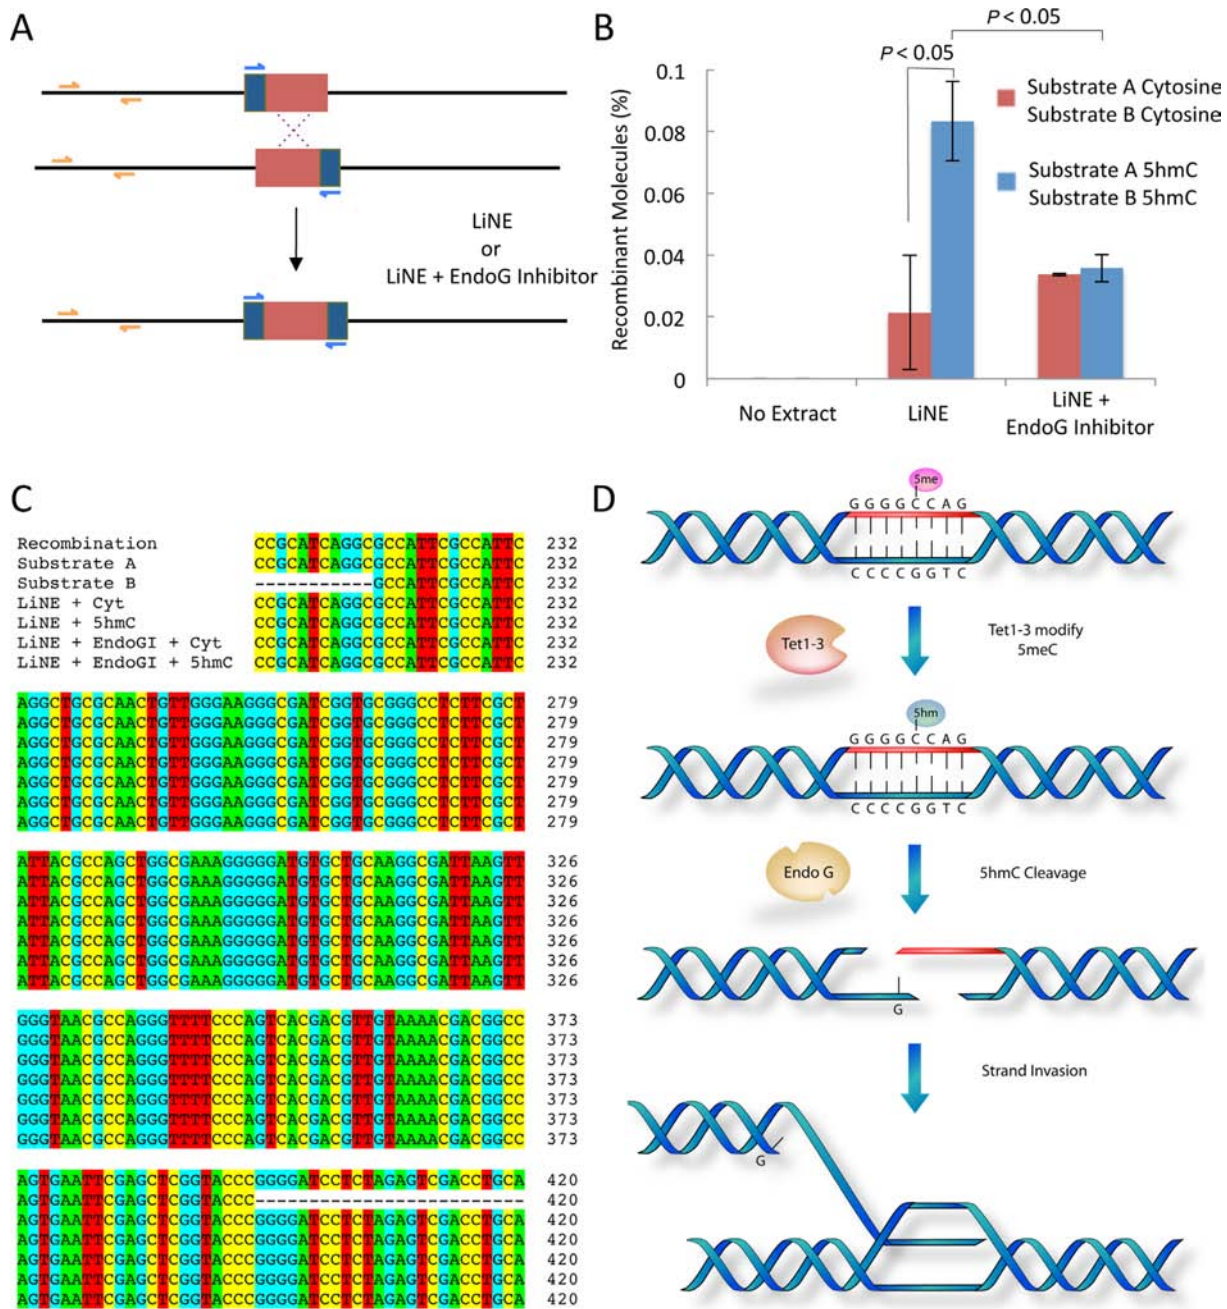 A
LiNE
or
LiNE + EndoG Inhibitor
B
P < 0.05
P < 0.05
Recombinant Molecules (%)
0.1
0.08
0.06
0.04
0.02
0
Substrate A Cytosine
Substrate B Cytosine
Substrate A 5hmC
Substrate B 5hmC
No Extract
LiNE
LiNE +
EndoG Inhibitor
C
Recombination CCGCATCAGGCGCCATTCGCCATTC 232
Substrate A CCGCATCAGGCGCCATTCGCCATTC 232
Substrate B -----------GCCATTCGCCATTC 232
LiNE + Cyt CCGCATCAGGCGCCATTCGCCATTC 232
LiNE + 5hmC CCGCATCAGGCGCCATTCGCCATTC 232
LiNE + EndoGI + Cyt CCGCATCAGGCGCCATTCGCCATTC 232
LiNE + EndoGI + 5hmC CCGCATCAGGCGCCATTCGCCATTC 232
AGGCTGCGCAACTGTTGGGAAGGGCGATCGGTGCGGGCCTCTTCGCT 279
AGGCTGCGCAACTGTTGGGAAGGGCGATCGGTGCGGGCCTCTTCGCT 279
AGGCTGCGCAACTGTTGGGAAGGGCGATCGGTGCGGGCCTCTTCGCT 279
AGGCTGCGCAACTGTTGGGAAGGGCGATCGGTGCGGGCCTCTTCGCT 279
AGGCTGCGCAACTGTTGGGAAGGGCGATCGGTGCGGGCCTCTTCGCT 279
AGGCTGCGCAACTGTTGGGAAGGGCGATCGGTGCGGGCCTCTTCGCT 279
AGGCTGCGCAACTGTTGGGAAGGGCGATCGGTGCGGGCCTCTTCGCT 279
ATTACGCCAGCTGGCGAAAGGGGGATGTGCTGCAAGGCGATTAAGTT 326
ATTACGCCAGCTGGCGAAAGGGGGATGTGCTGCAAGGCGATTAAGTT 326
ATTACGCCAGCTGGCGAAAGGGGGATGTGCTGCAAGGCGATTAAGTT 326
ATTACGCCAGCTGGCGAAAGGGGGATGTGCTGCAAGGCGATTAAGTT 326
ATTACGCCAGCTGGCGAAAGGGGGATGTGCTGCAAGGCGATTAAGTT 326
ATTACGCCAGCTGGCGAAAGGGGGATGTGCTGCAAGGCGATTAAGTT 326
ATTACGCCAGCTGGCGAAAGGGGGATGTGCTGCAAGGCGATTAAGTT 326
GGGTAACGCCAGGGTTTTCCCAGTCACGACGTTGTAAAACGACGGCC 373
GGGTAACGCCAGGGTTTTCCCAGTCACGACGTTGTAAAACGACGGCC 373
GGGTAACGCCAGGGTTTTCCCAGTCACGACGTTGTAAAACGACGGCC 373
GGGTAACGCCAGGGTTTTCCCAGTCACGACGTTGTAAAACGACGGCC 373
GGGTAACGCCAGGGTTTTCCCAGTCACGACGTTGTAAAACGACGGCC 373
GGGTAACGCCAGGGTTTTCCCAGTCACGACGTTGTAAAACGACGGCC 373
GGGTAACGCCAGGGTTTTCCCAGTCACGACGTTGTAAAACGACGGCC 373
AGTGAATTCGAGCTCGGTACCCGGGGATCCTCTAGAGTCGACCTGCA 420
AGTGAATTCGAGCTCGGTACCC------------------------- 420
AGTGAATTCGAGCTCGGTACCCGGGGATCCTCTAGAGTCGACCTGCA 420
AGTGAATTCGAGCTCGGTACCCGGGGATCCTCTAGAGTCGACCTGCA 420
AGTGAATTCGAGCTCGGTACCCGGGGATCCTCTAGAGTCGACCTGCA 420
AGTGAATTCGAGCTCGGTACCCGGGGATCCTCTAGAGTCGACCTGCA 420
AGTGAATTCGAGCTCGGTACCCGGGGATCCTCTAGAGTCGACCTGCA 420
D
5me
G G G G C C A G
C C C C G G T C
Tet1-3
Tet1-3 modify
5meC
5hm
G G G G C C A G
C C C C G G T C
Endo G
5hmC Cleavage
G
Strand Invasion
G